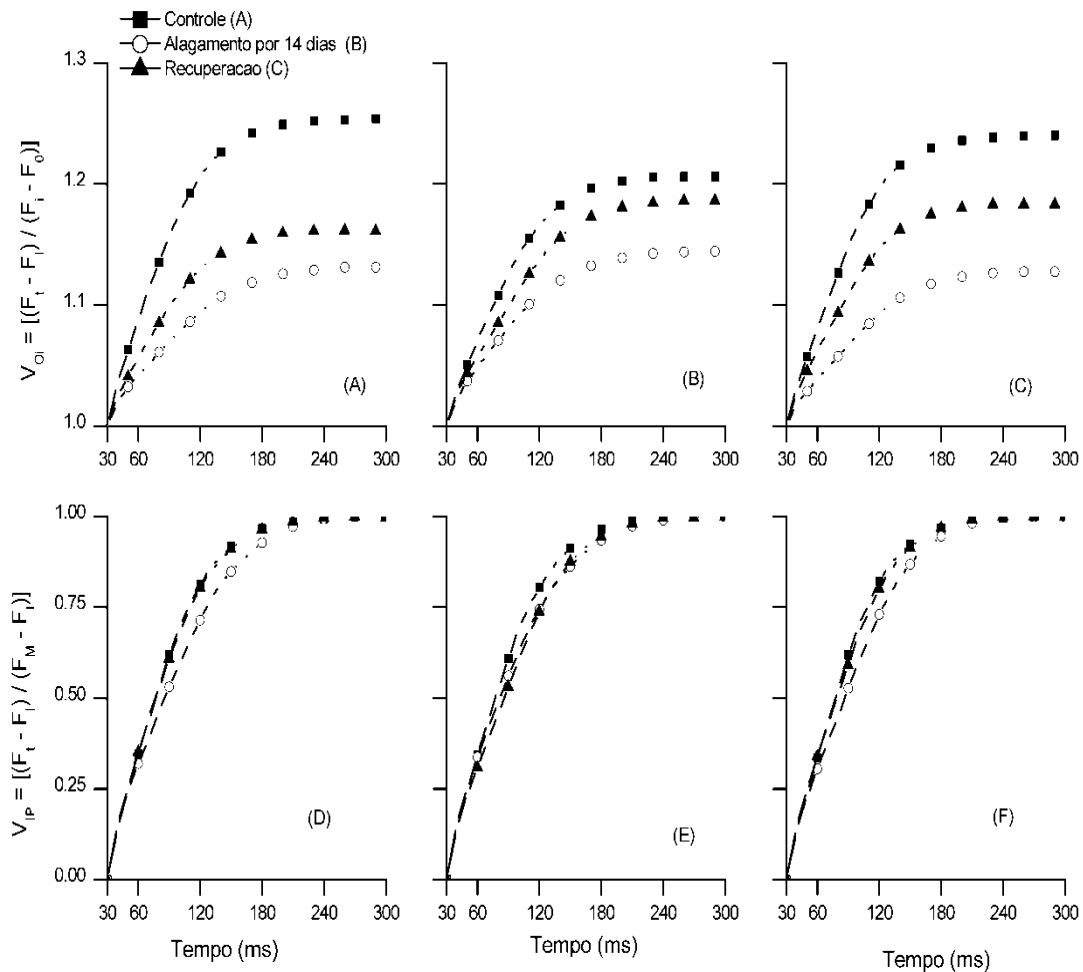 Controle (A)
Alagamento por 14 dias (B)
Recuperacao (C)
1.3
1.2
1.1
1.0
V_OI = [(F_t - F_I) / (F_i - F_o)]
(A)
(B)
(C)
30 60 120 180 240 300
30 60 120 180 240 300
30 60 120 180 240 300
1.00
0.75
0.50
0.25
0.00
V_IP = [(F_t - F_I) / (F_M - F_I)]
(D)
(E)
(F)
30 60 120 180 240 300
30 60 120 180 240 300
30 60 120 180 240 300
Tempo (ms)
Tempo (ms)
Tempo (ms)